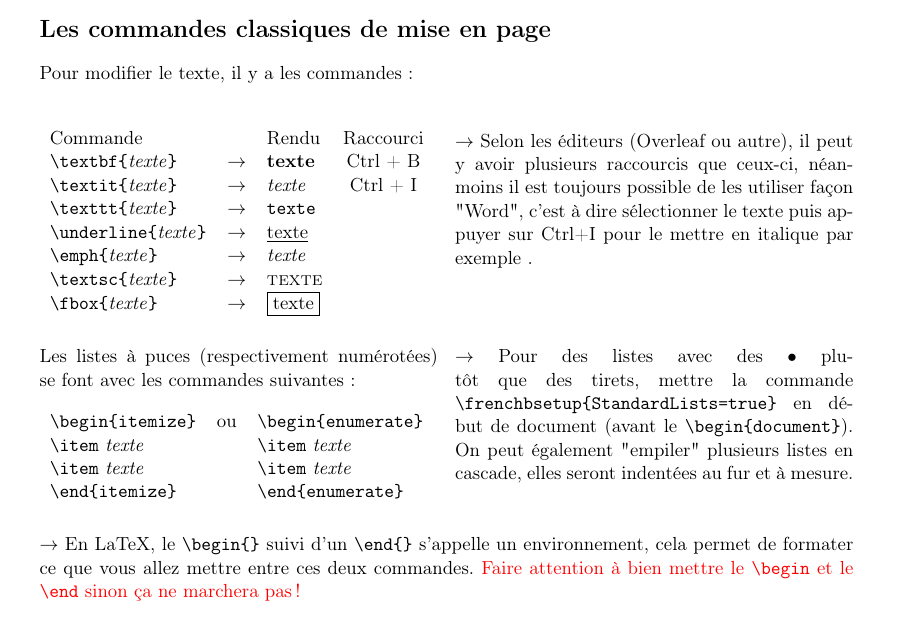 Les commandes classiques de mise en page
Pour modifier le texte, il y a les commandes :
Commande Rendu Raccourci
\textbf{texte} → texte Ctrl + B
\textit{texte} → texte Ctrl + I
\texttt{texte} → texte
\underline{texte} → texte
\emph{texte} → texte
\textsc{texte} → TEXTE
\fbox{texte} → texte
→ Selon les éditeurs (Overleaf ou autre), il peut
y avoir plusieurs raccourcis que ceux-ci, néan-
moins il est toujours possible de les utiliser façon
"Word", c'est à dire sélectionner le texte puis ap-
puyer sur Ctrl+I pour le mettre en italique par
exemple .
Les listes à puces (respectivement numérotées)
se font avec les commandes suivantes :
\begin{itemize} ou \begin{enumerate}
\item texte \item texte
\item texte \item texte
\end{itemize} \end{enumerate}
→ Pour des listes avec des • plu-
tôt que des tirets, mettre la commande
\frenchbsetup{StandardLists=true} en dé-
but de document (avant le \begin{document}).
On peut également "empiler" plusieurs listes en
cascade, elles seront indentées au fur et à mesure.
→ En LaTeX, le \begin{} suivi d'un \end{} s'appelle un environnement, cela permet de formater
ce que vous allez mettre entre ces deux commandes. Faire attention à bien mettre le \begin et le
\end sinon ça ne marchera pas !